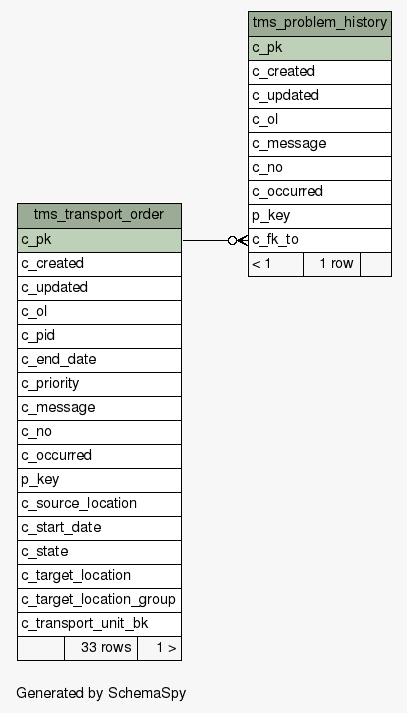 tms_problem_history
c_pk
c_created
c_updated
c_ol
c_message
c_no
c_occurred
p_key
c_fk_to
< 1 1 row
tms_transport_order
c_pk
c_created
c_updated
c_ol
c_pid
c_end_date
c_priority
c_message
c_no
c_occurred
p_key
c_source_location
c_start_date
c_state
c_target_location
c_target_location_group
c_transport_unit_bk
33 rows 1 >
Generated by SchemaSpy